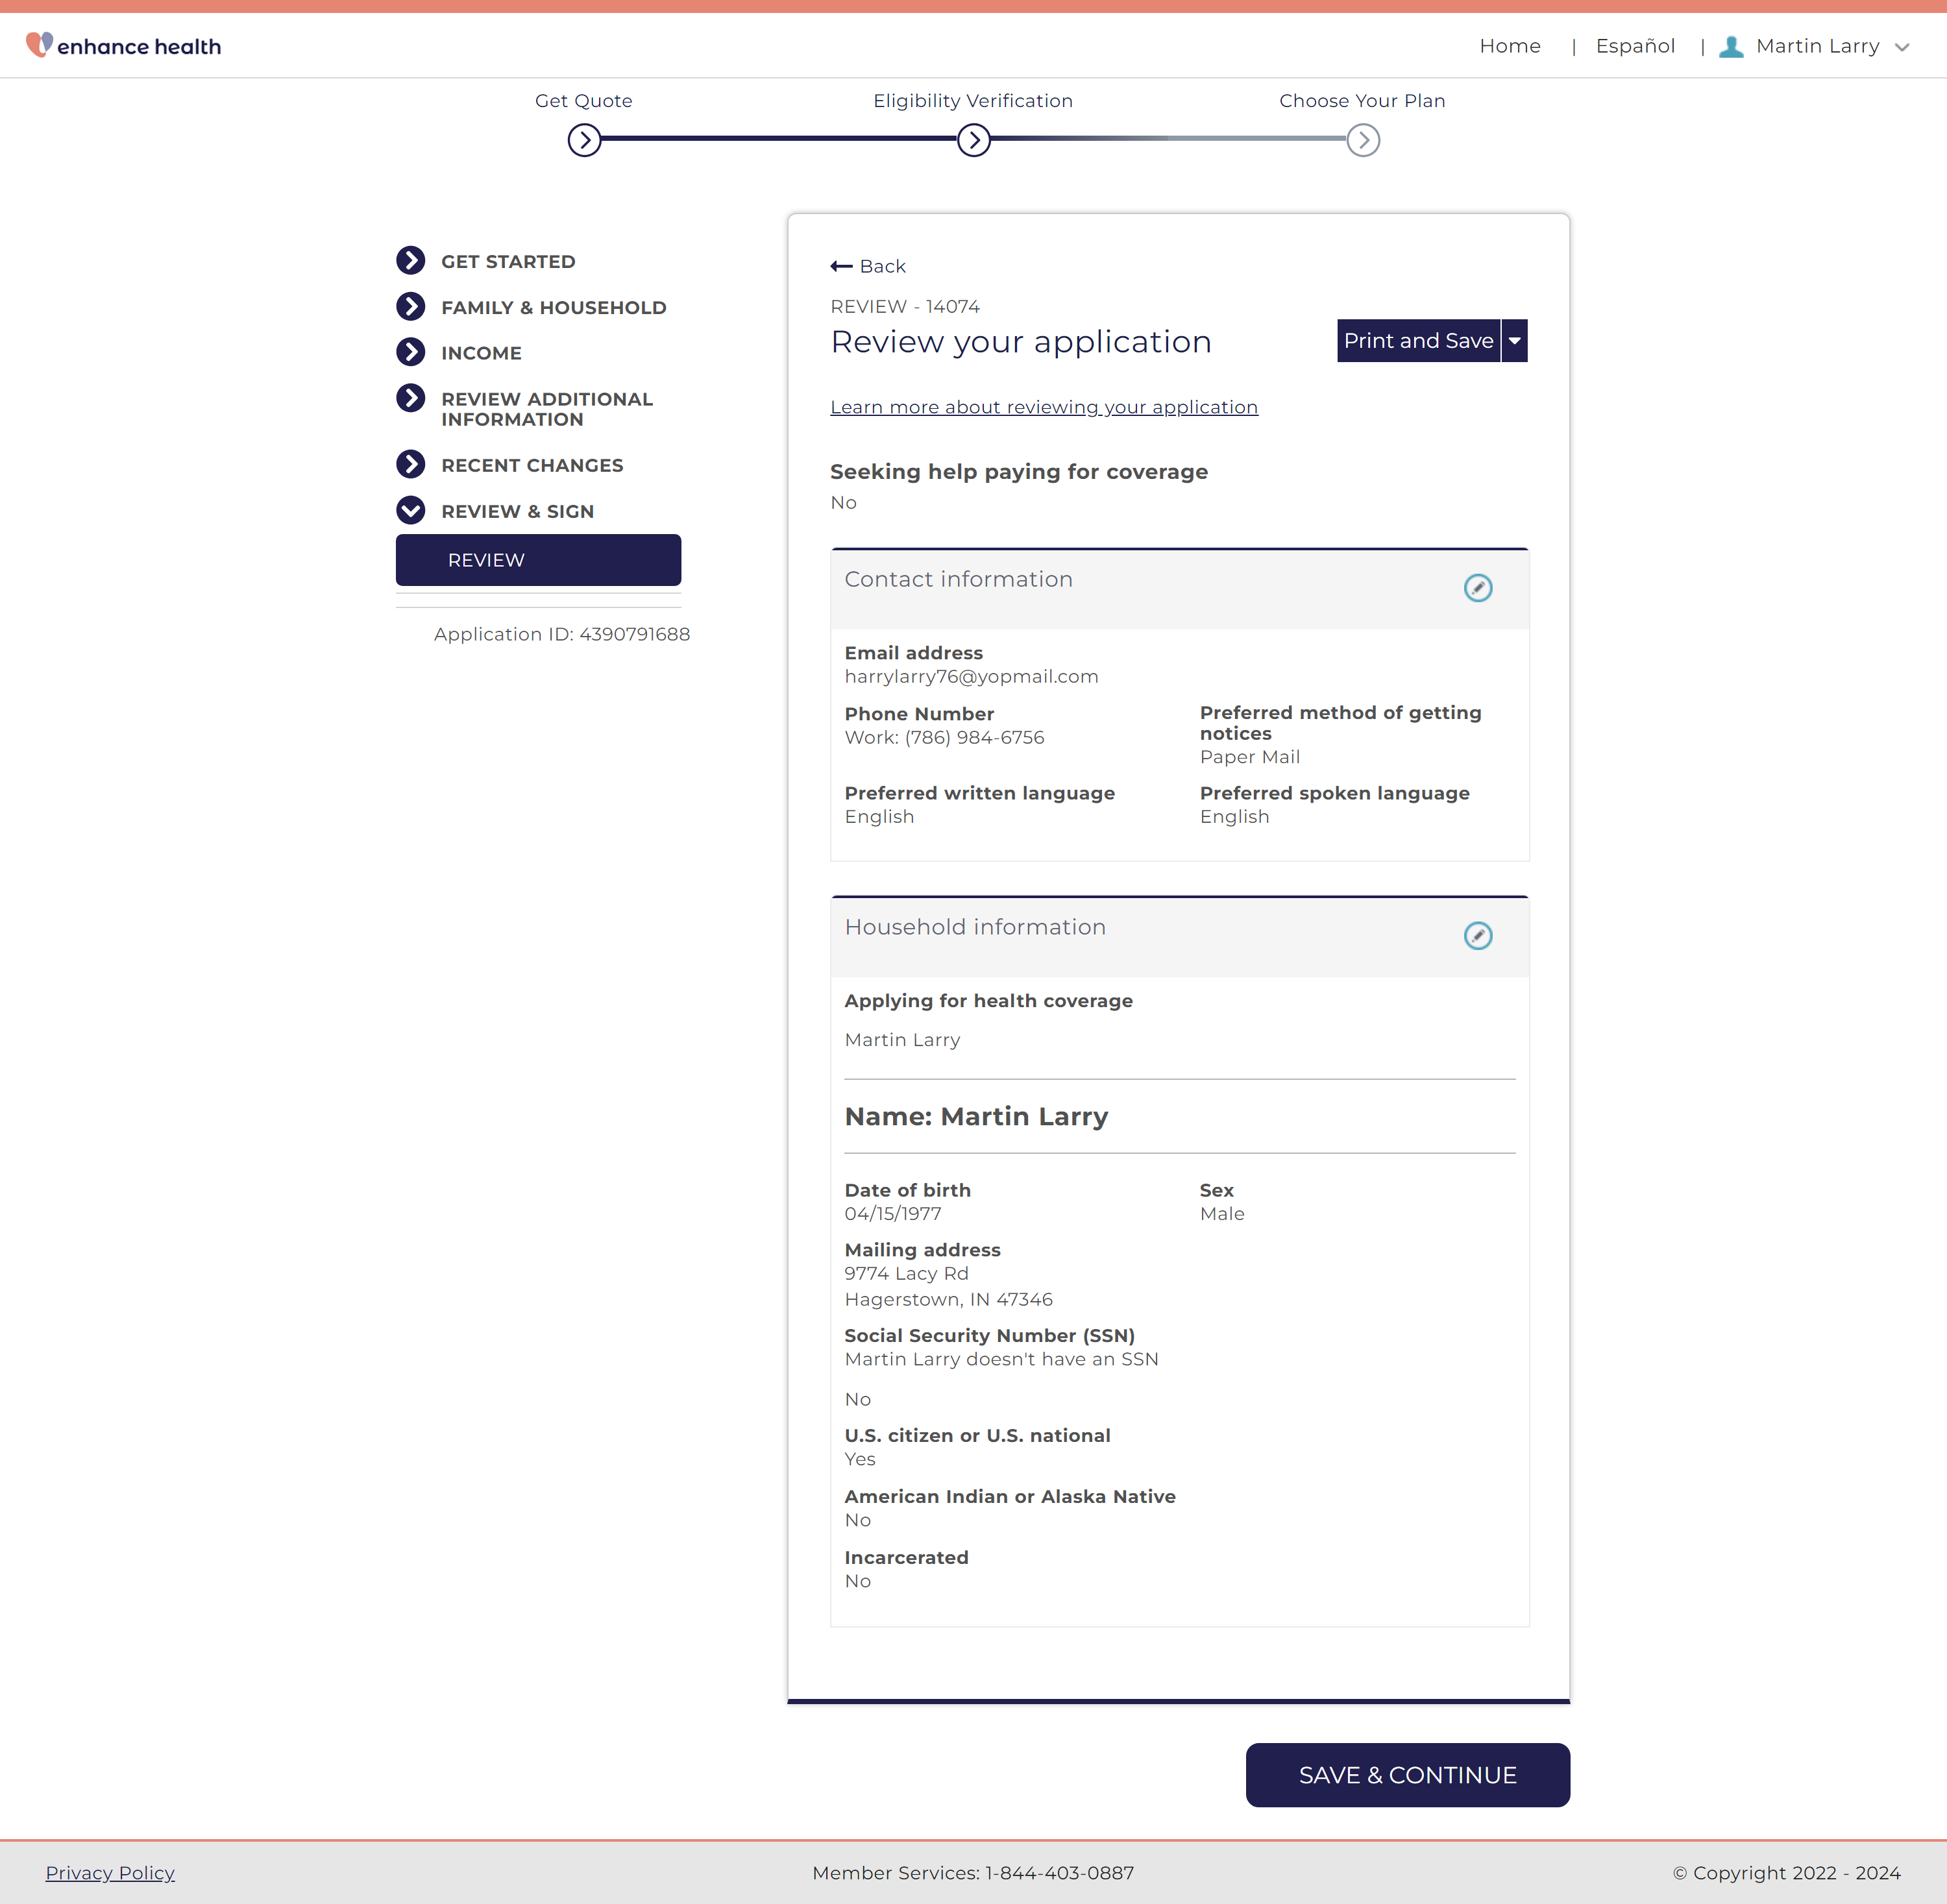 enhance health
Home | Español | Martin Larry
Get Quote
Eligibility Verification
Choose Your Plan
GET STARTED
FAMILY & HOUSEHOLD
INCOME
REVIEW ADDITIONAL
INFORMATION
RECENT CHANGES
REVIEW & SIGN
REVIEW
Application ID: 4390791688
Back
REVIEW - 14074
Review your application
Print and Save
Learn more about reviewing your application
Seeking help paying for coverage
No
Contact information
Email address
harrylarry76@yopmail.com
Phone Number
Work: (786) 984-6756
Preferred method of getting
notices
Paper Mail
Preferred written language
English
Preferred spoken language
English
Household information
Applying for health coverage
Martin Larry
Name: Martin Larry
Date of birth
04/15/1977
Sex
Male
Mailing address
9774 Lacy Rd
Hagerstown, IN 47346
Social Security Number (SSN)
Martin Larry doesn't have an SSN
No
U.S. citizen or U.S. national
Yes
American Indian or Alaska Native
No
Incarcerated
No
SAVE & CONTINUE
Privacy Policy
Member Services: 1-844-403-0887
© Copyright 2022 - 2024